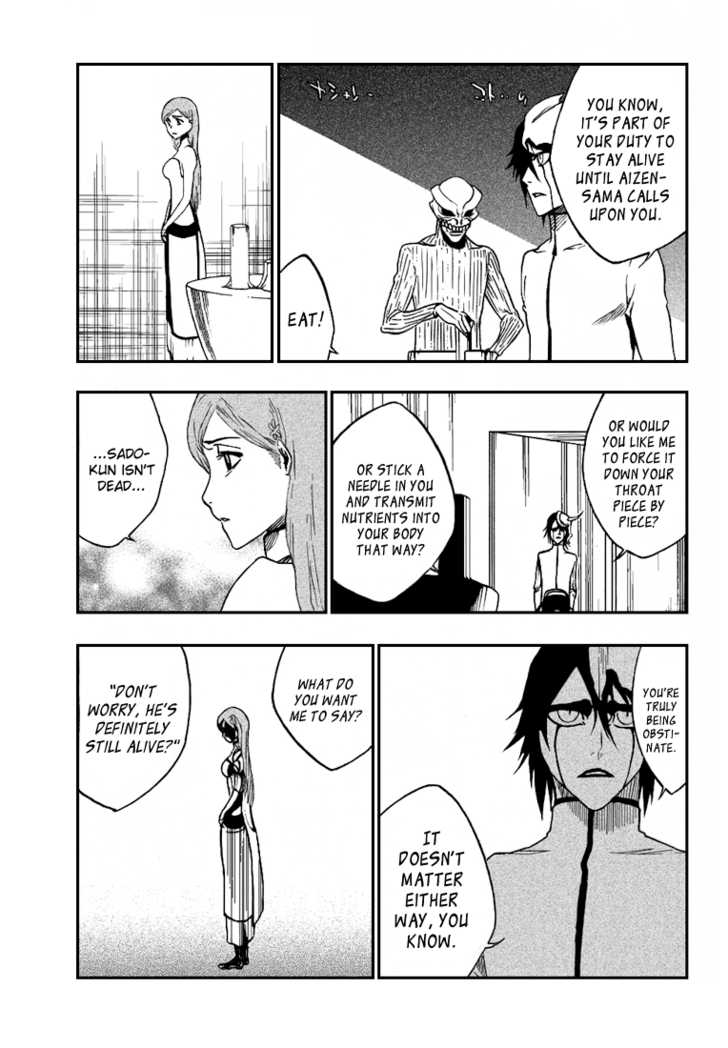 YOU KNOW,
IT'S PART OF
YOUR DUTY TO
STAY ALIVE
UNTIL AIZEN-
SAMA CALLS
UPON YOU.
EAT!
OR WOULD
YOU LIKE ME
TO FORCE IT
DOWN YOUR
THROAT
PIECE BY
PIECE?
OR STICK A
NEEDLE IN YOU
AND TRANSMIT
NUTRIENTS INTO
YOUR BODY
THAT WAY?
...SADO-
KUN ISN'T
DEAD...
YOU'RE
TRULY
BEING
OBSTI-
NATE.
IT
DOESN'T
MATTER
EITHER
WAY, YOU
KNOW.
WHAT DO
YOU WANT
ME TO SAY?
"DON'T
WORRY, HE'S
DEFINITELY
STILL ALIVE?"